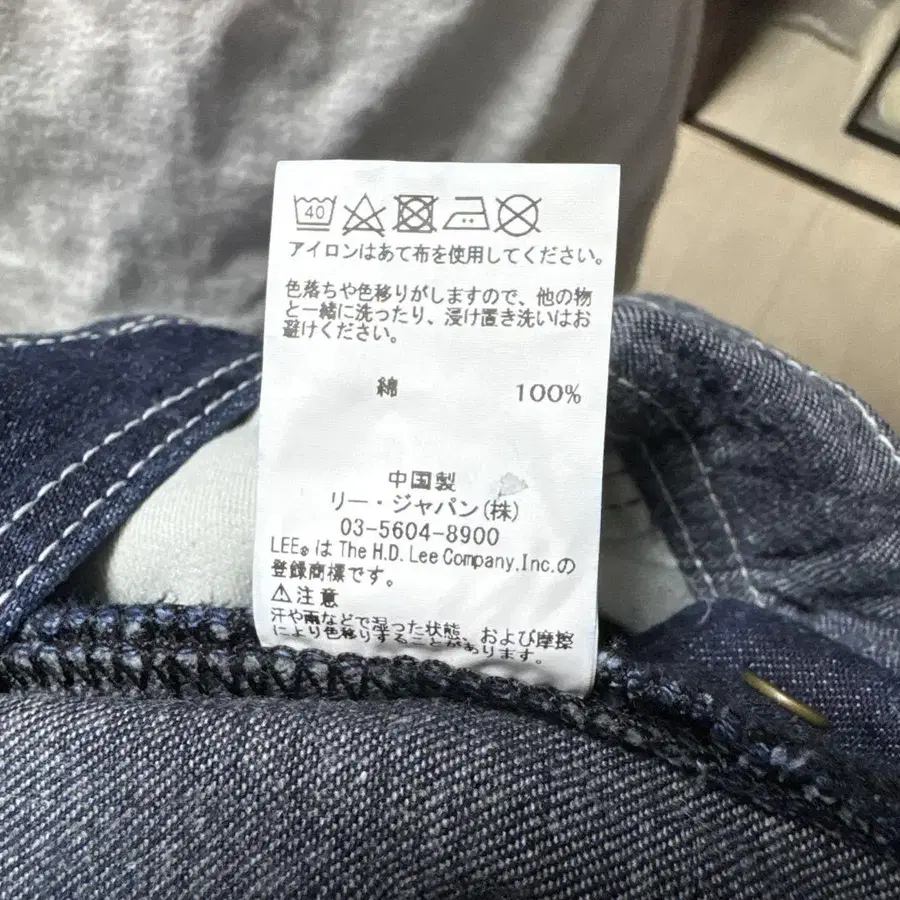 40
アイロンはあて布を使用してください。
色落ちや色移りがしますので、他の物
と一緒に洗ったり、浸け置き洗いはお
避けください。
綿 100%
中国製
リー・ジャパン(株)
03-5604-8900
LEE® は The H.D. Lee Company, Inc.の
登録商標です。
⚠注意
汗や雨などで湿った状態、および摩擦
により色移りすることがあります。